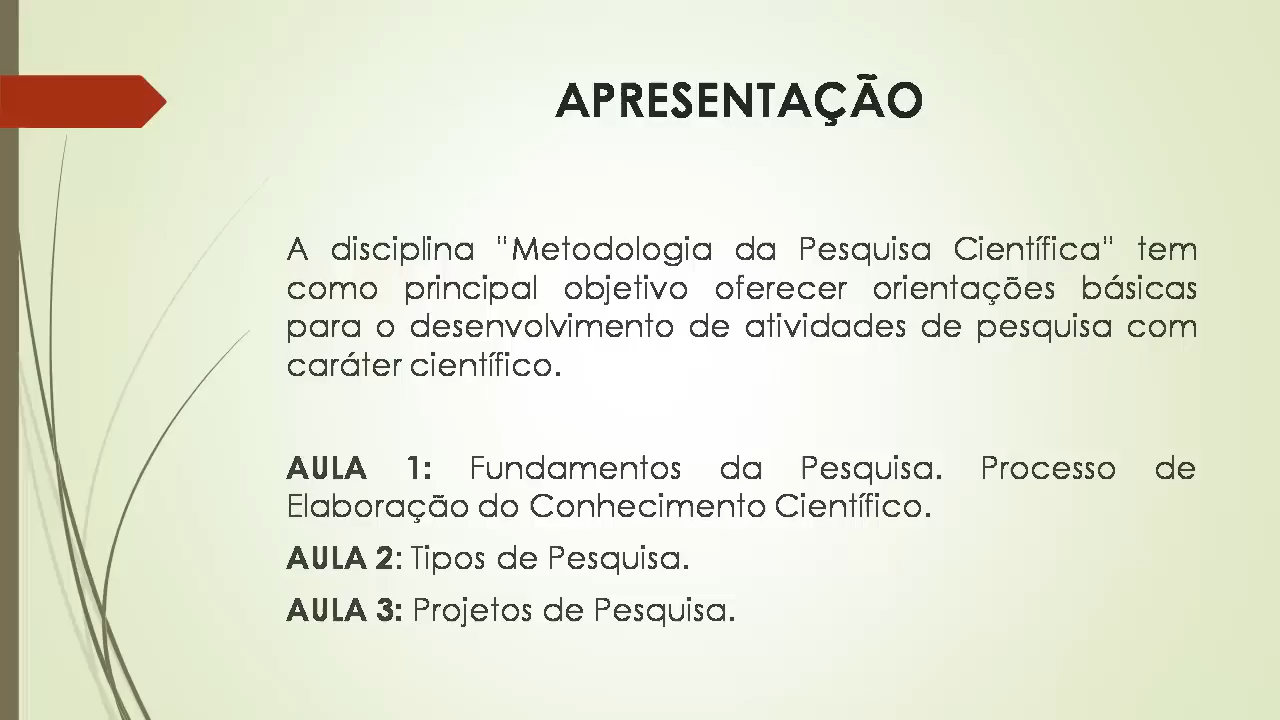 APRESENTAÇÃO
A disciplina "Metodologia da Pesquisa Científica" tem
como principal objetivo oferecer orientações básicas
para o desenvolvimento de atividades de pesquisa com
caráter científico.
AULA 1: Fundamentos da Pesquisa. Processo de
Elaboração do Conhecimento Científico.
AULA 2: Tipos de Pesquisa.
AULA 3: Projetos de Pesquisa.